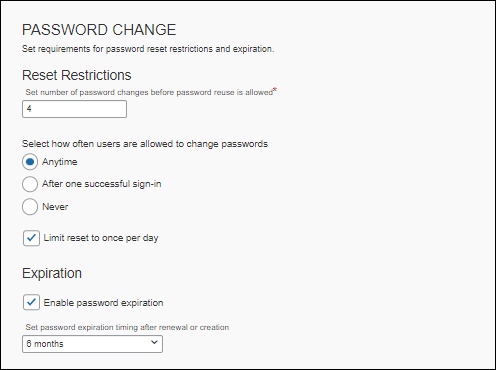 PASSWORD CHANGE
Set requirements for password reset restrictions and expiration.
Reset Restrictions
Set number of password changes before password reuse is allowed*
4
Select how often users are allowed to change passwords
Anytime
After one successful sign-in
Never
Limit reset to once per day
Expiration
Enable password expiration
Set password expiration timing after renewal or creation
6 months